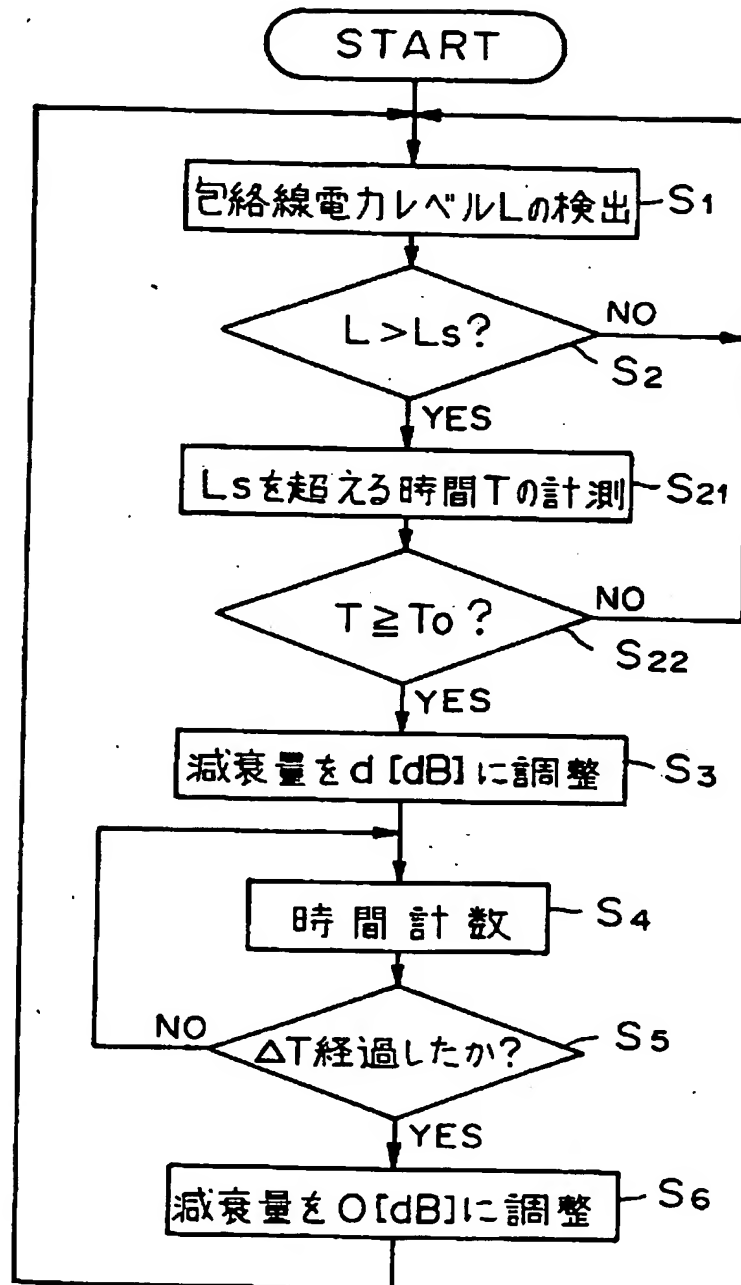 START
包絡線電力レベルLの検出
S1
L>Ls?
NO
S2
YES
Lsを超える時間Tの計測
S21
T≧To?
NO
S22
YES
減衰量をd[dB]に調整
S3
時間計数
S4
NO
△T経過したか?
S5
YES
減衰量を0[dB]に調整
S6